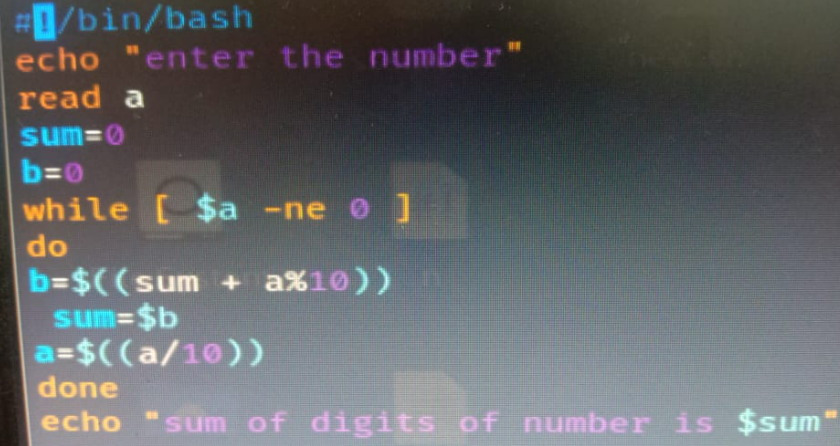 #!/bin/bash
echo "enter the number"
read a
sum=0
b=0
while [ $a -ne 0 ]
do
b=$((sum + a%10))
sum=$b
a=$((a/10))
done
echo "sum of digits of number is $sum"